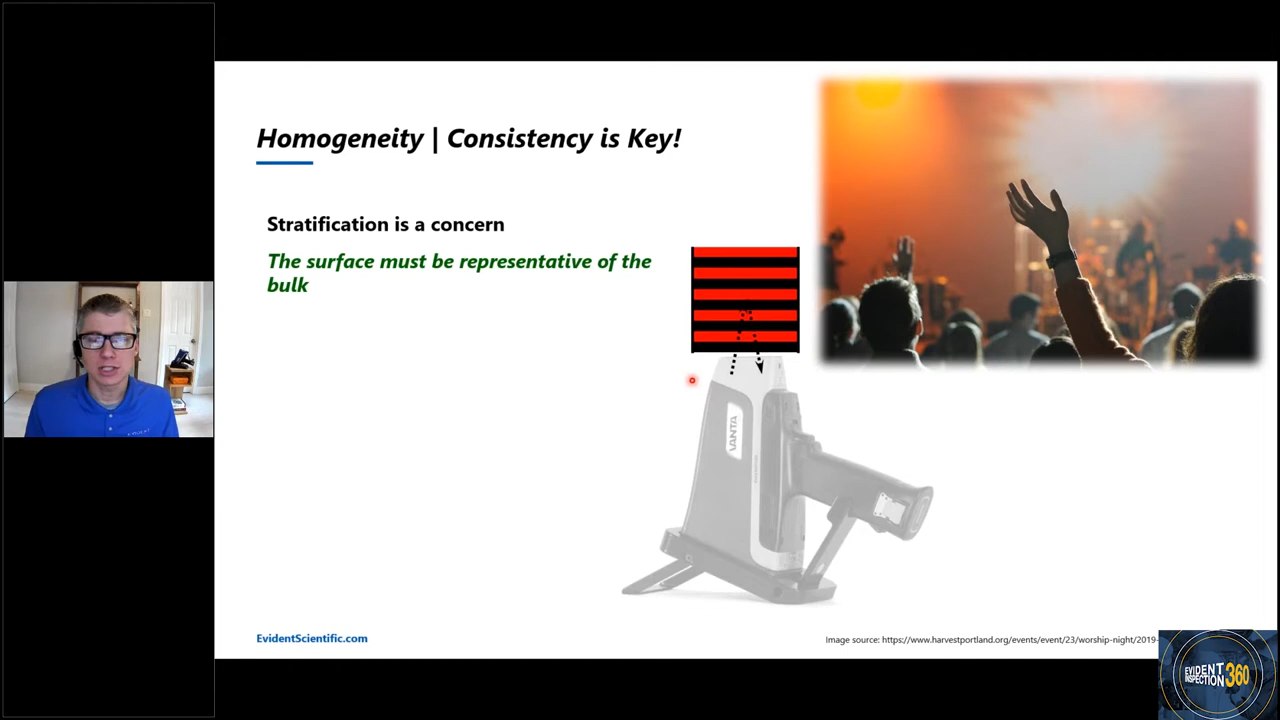 Homogeneity | Consistency is Key!
Stratification is a concern
The surface must be representative of the
bulk
VANTA
EvidentScientific.com
Image source: https://www.harvestportland.org/events/event/23/worship-night/2019-
EVIDENT
INSPECTION 360